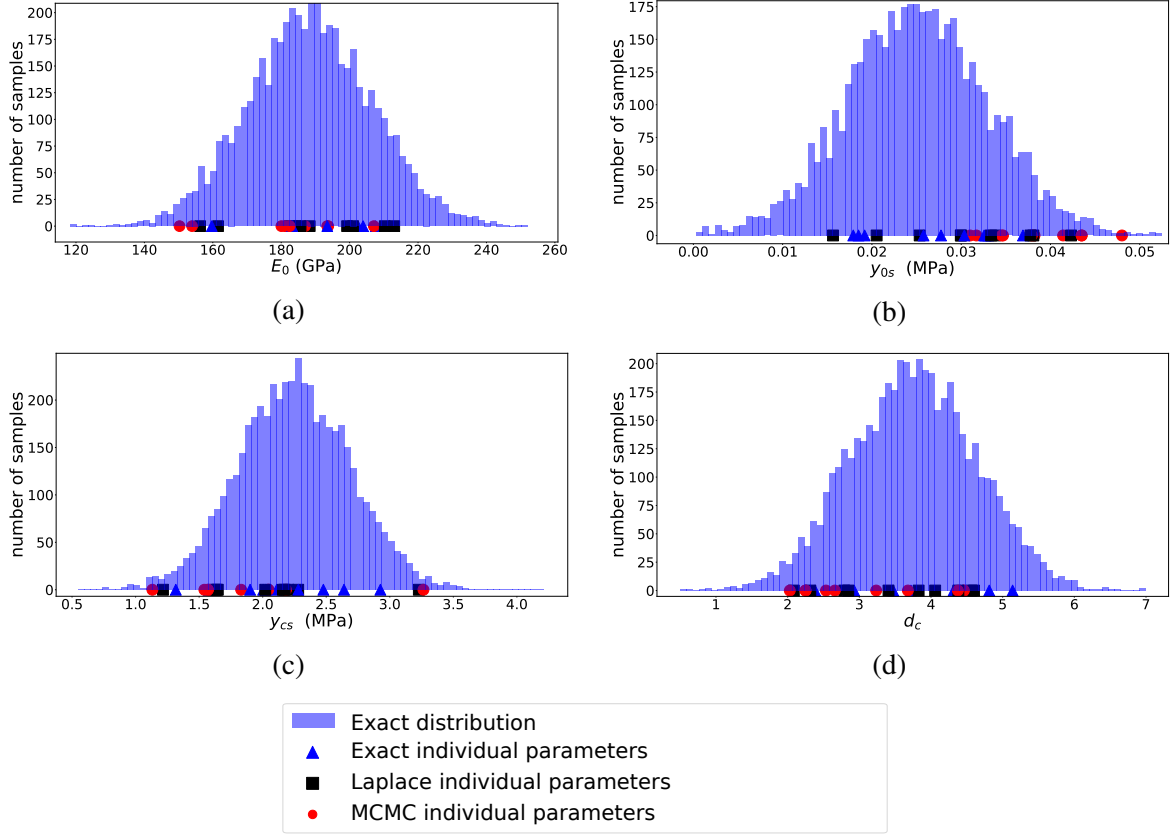 200
175
150
125
100
75
50
25
0
number of samples
120 140 160 180 200 220 240 260
E₀ (GPa)
(a)
175
150
125
100
75
50
25
0
number of samples
0.00 0.01 0.02 0.03 0.04 0.05
y₀ₛ (MPa)
(b)
200
150
100
50
0
number of samples
0.5 1.0 1.5 2.0 2.5 3.0 3.5 4.0
y_cs (MPa)
(c)
200
175
150
125
100
75
50
25
0
number of samples
1 2 3 4 5 6 7
d_c
(d)
Exact distribution
Exact individual parameters
Laplace individual parameters
MCMC individual parameters